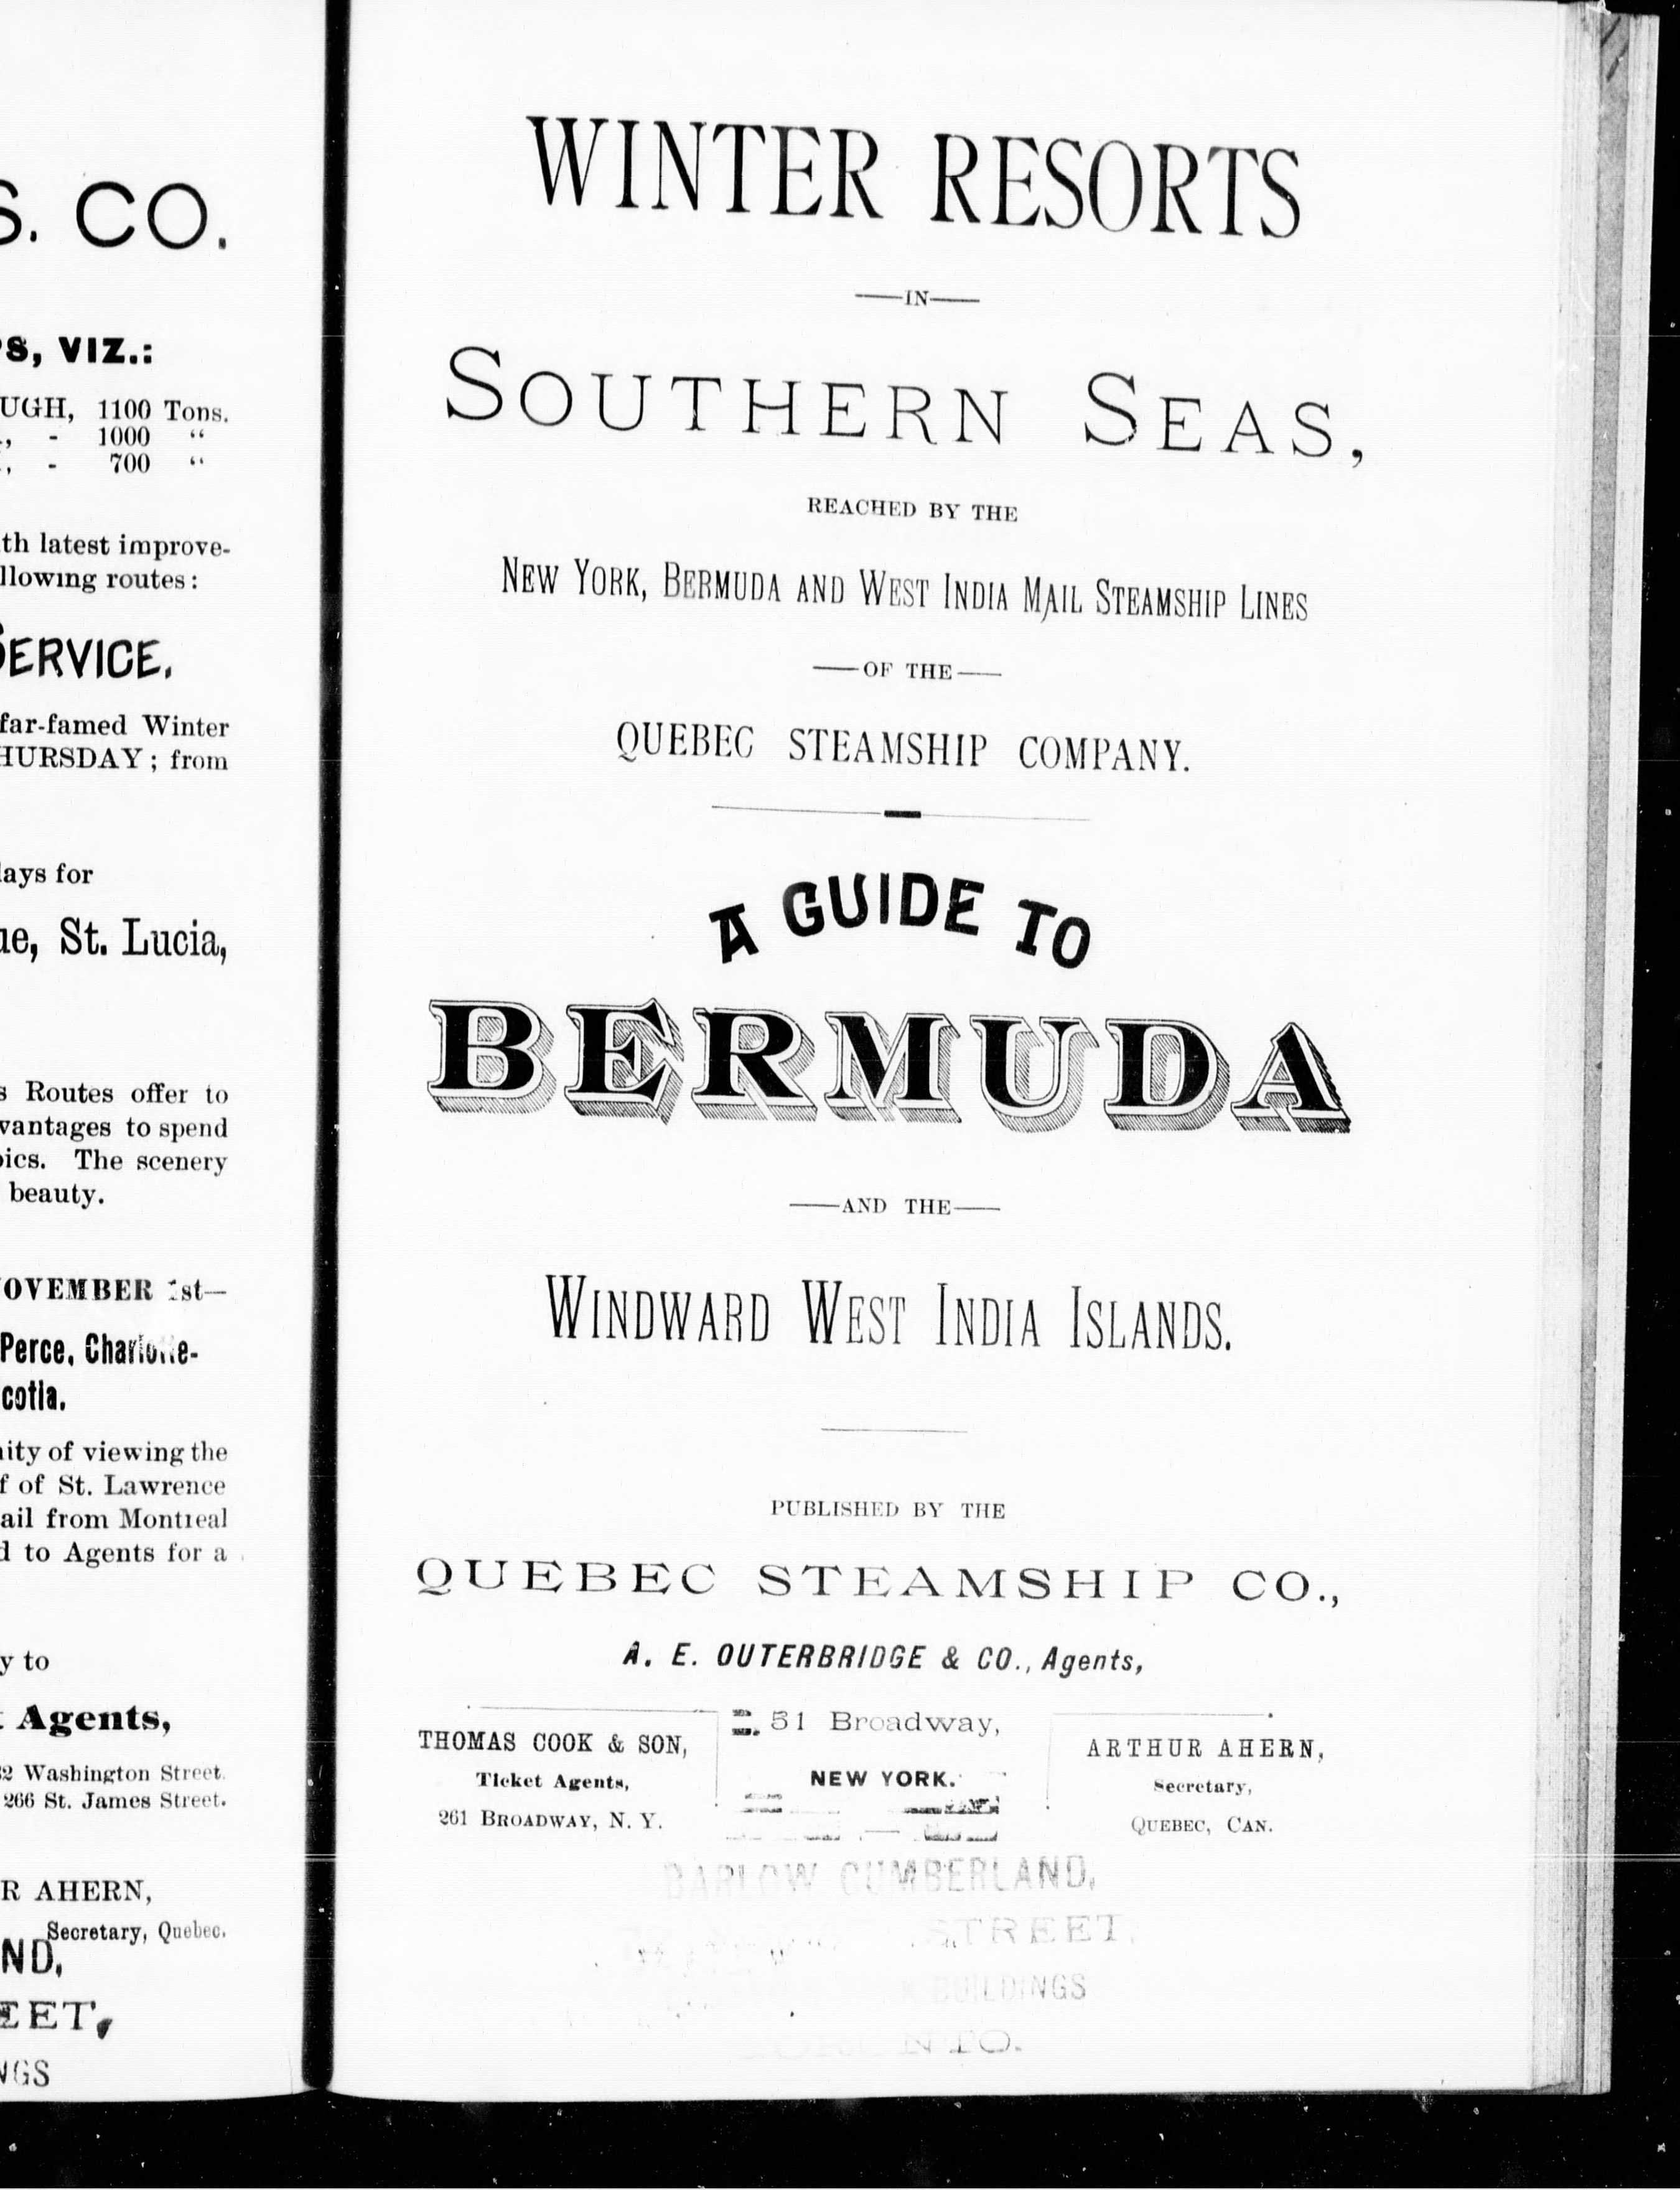 S. CO.
PS, VIZ.:
UGH, 1100 Tons.
- 1000 “
- 700 “
th latest improve-
llowing routes:
SERVICE.
far-famed Winter
HURSDAY; from
ays for
ue, St. Lucia,
s Routes offer to
vantages to spend
pics. The scenery
beauty.
NOVEMBER 1st—
Perce, Charlotte-
cotia.
nity of viewing the
f of St. Lawrence
ail from Montreal
d to Agents for a
y to
Agents,
2 Washington Street.
266 St. James Street.
R AHERN,
Secretary, Quebec.
ND,
EET,
NGS
WINTER RESORTS
—IN—
SOUTHERN SEAS,
REACHED BY THE
NEW YORK, BERMUDA AND WEST INDIA MAIL STEAMSHIP LINES
—OF THE—
QUEBEC STEAMSHIP COMPANY.
A GUIDE TO
BERMUDA
—AND THE—
WINDWARD WEST INDIA ISLANDS.
PUBLISHED BY THE
QUEBEC STEAMSHIP CO.,
A. E. OUTERBRIDGE & CO., Agents,
51 Broadway,
NEW YORK.
THOMAS COOK & SON,
Ticket Agents,
261 BROADWAY, N. Y.
ARTHUR AHERN,
Secretary,
QUEBEC, CAN.
BARLOW CUMBERLAND,
STREET,
BUILDINGS
TORONTO.